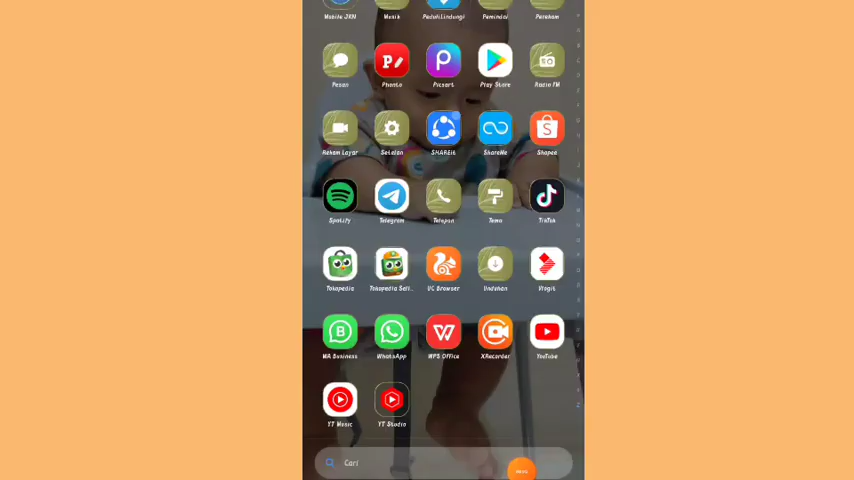 Mobile JKN Musik PeduliLindungi Pemindai Perekam
Pesan Phonto Picsart Play Store Radio FM
Rekam Layar Setelan SHAREit ShareMe Shopee
Spotify Telegram Telepon Tema TikTok
Tokopedia Tokopedia Sell.. UC Browser Unduhan Vlogit
WA Business WhatsApp WPS Office XRecorder YouTube
YT Music YT Studio
Cari